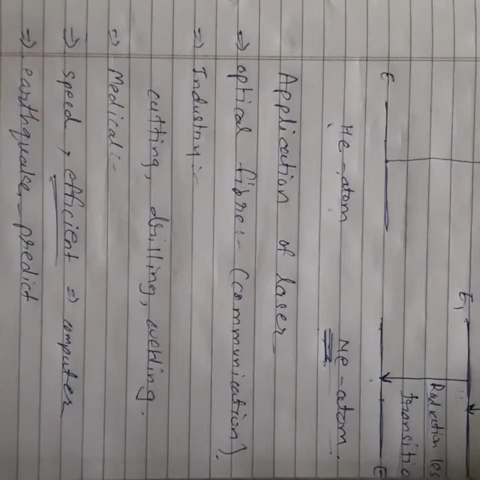 E₁
Radiation les
transitio
E
E
He-atom
Ne-atom.
Application of laser
⇒ optical fibre:- (communication).
⇒ Industry:-
cutting, drilling, welding.
⇒ Medical:-
⇒ speed, efficient ⇒ computer
⇒ earthquake-predict